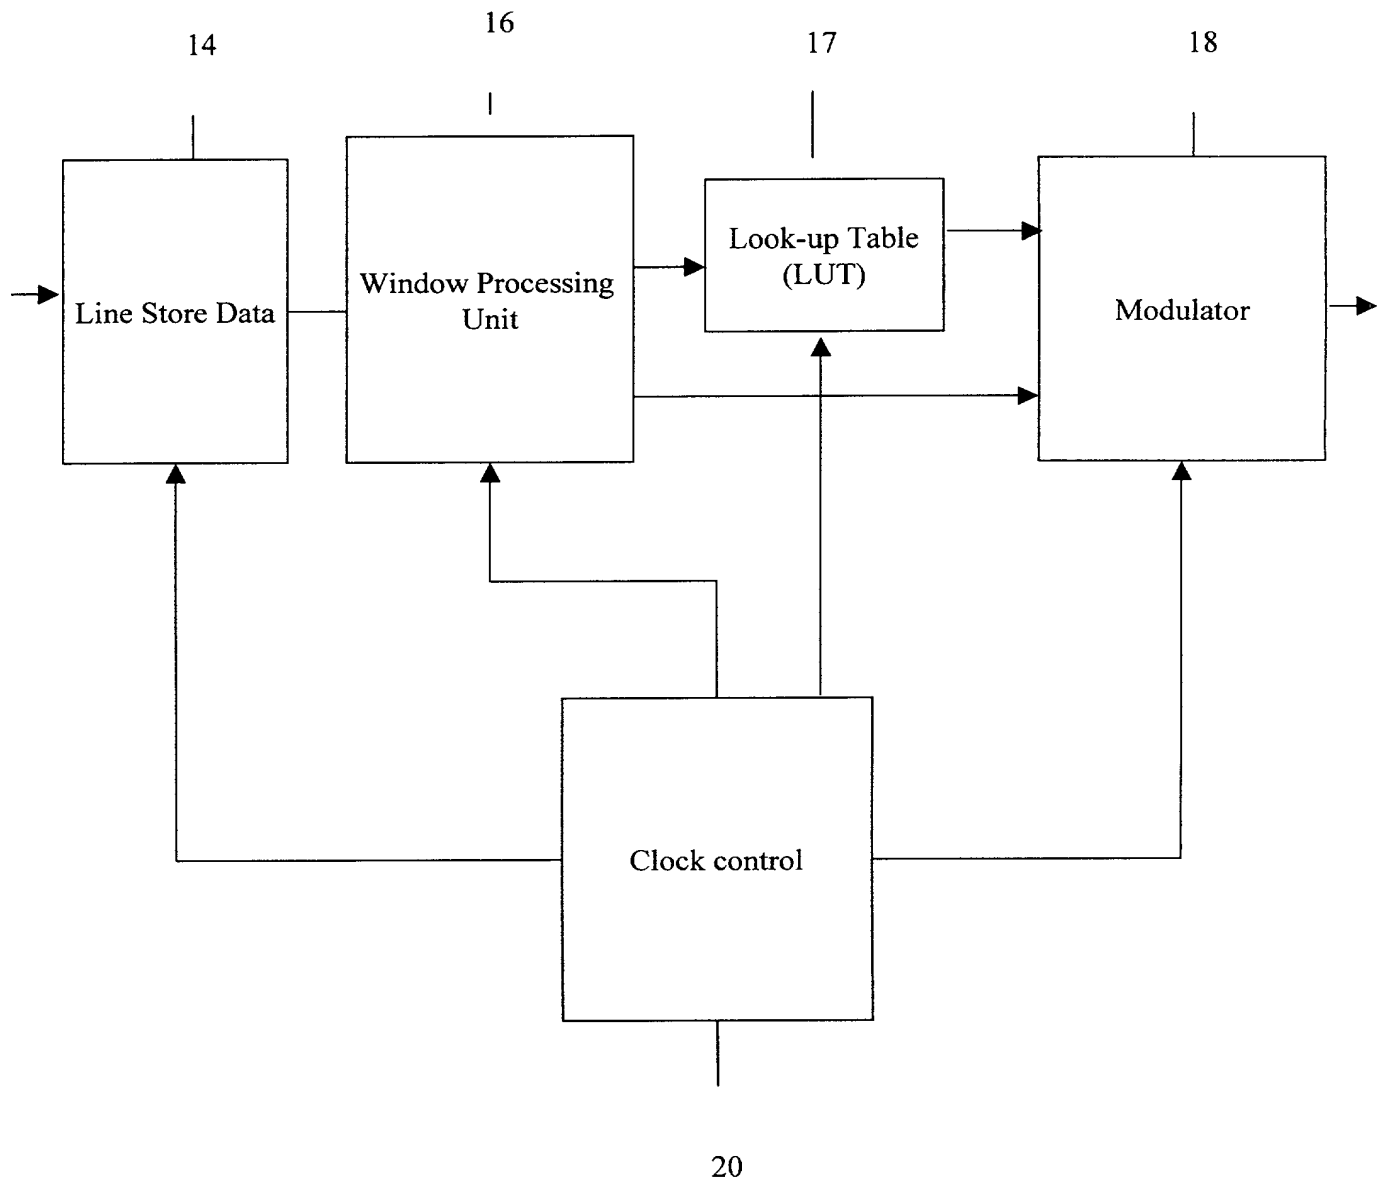 14
16
17
18
Line Store Data
Window Processing
Unit
Look-up Table
(LUT)
Modulator
Clock control
20